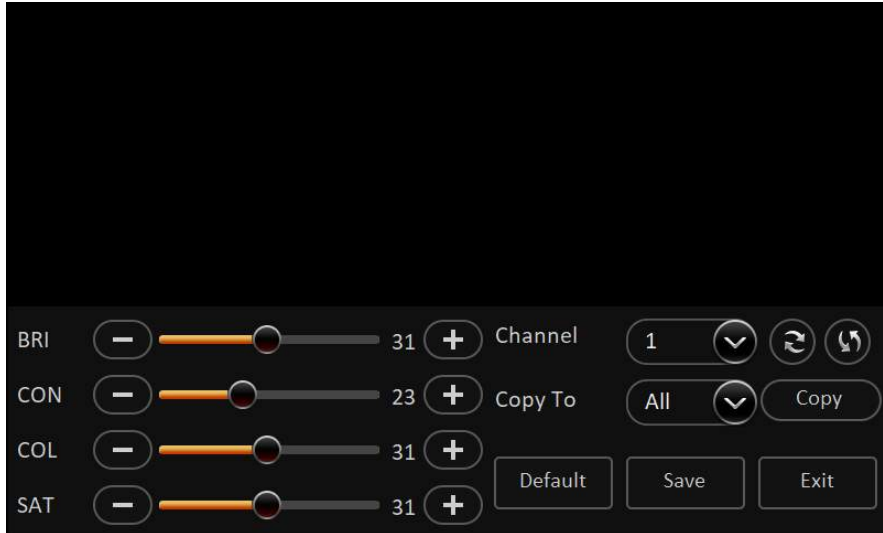 BRI 31 Channel 1
CON 23 Copy To All Copy
COL 31
Default Save Exit
SAT 31